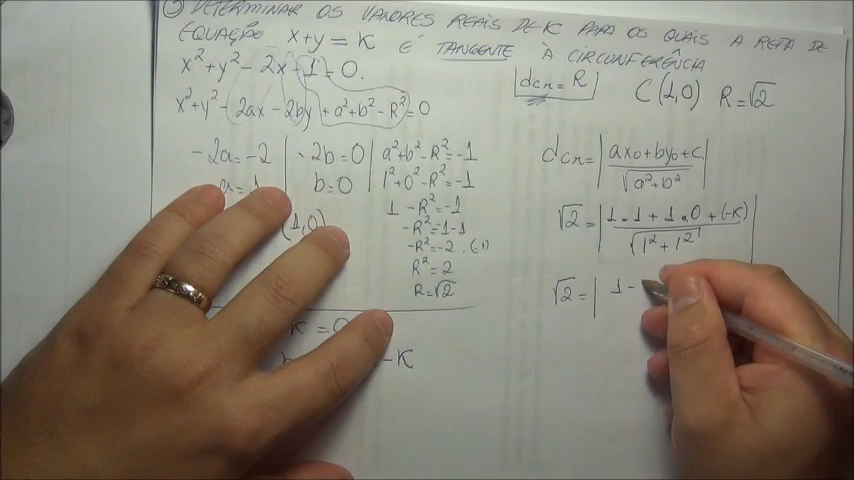 ③ DETERMINAR OS VALORES REAIS DE K PARA OS QUAIS A RETA DE
EQUAÇÃO x+y=K É TANGENTE À CIRCUNFERÊNCIA
x²+y²-2x-1=0.
x²+y²-2ax-2by+a²+b²-R²=0
-2a=-2
a=1
(1,0)
-2b=0
b=0
a²+b²-R²=-1
1²+0²-R²=-1
1-R²=-1
-R²=1-1
-R²=-2.(-1)
R²=2
R=√2
-K
dcr=R
C(1,0) R=√2
dcr=|ax0+by0+c/√a²+b²|
√2=|1.1+1.0+(-K)/√1²+1²|
√2=|1-